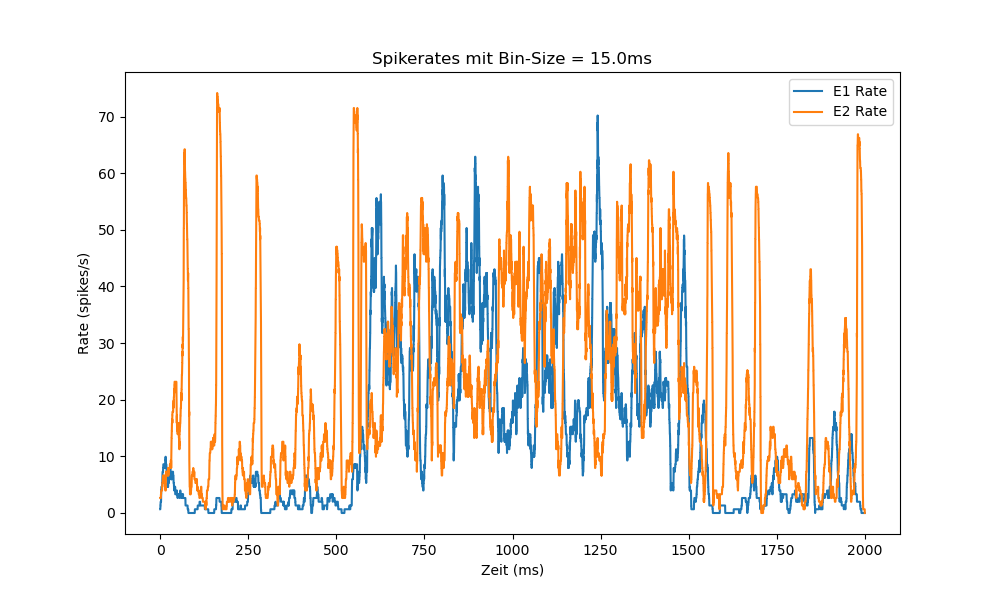 Spikerates mit Bin-Size = 15.0ms
E1 Rate
E2 Rate
Rate (spikes/s)
70
60
50
40
30
20
10
0
0 250 500 750 1000 1250 1500 1750 2000
Zeit (ms)